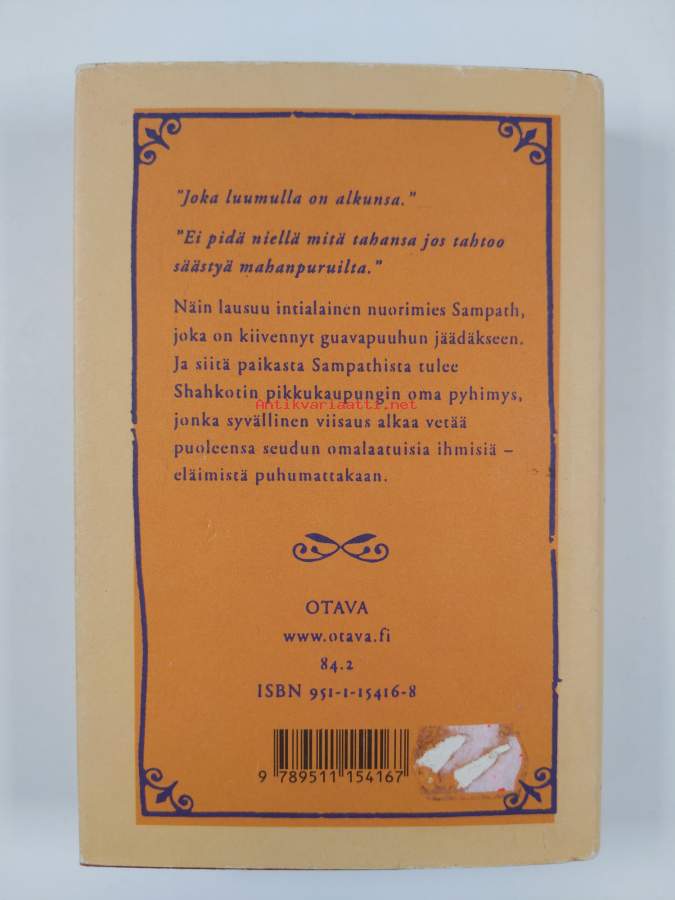 "Joka luumulla on alkunsa."
"Ei pidä niellä mitä tahansa jos tahtoo
säästyä mahanpuruilta."
Näin lausuu intialainen nuorimies Sampath,
joka on kiivennyt guavapuuhun jäädäkseen.
Ja siitä paikasta Sampathista tulee
Shahkotin pikkukaupungin oma pyhimys,
Antikvariaatti.net
jonka syvällinen viisaus alkaa vetää
puoleensa seudun omalaatuisia ihmisiä –
eläimistä puhumattakaan.
OTAVA
www.otava.fi
84.2
ISBN 951-1-15416-8
9 789511 154167